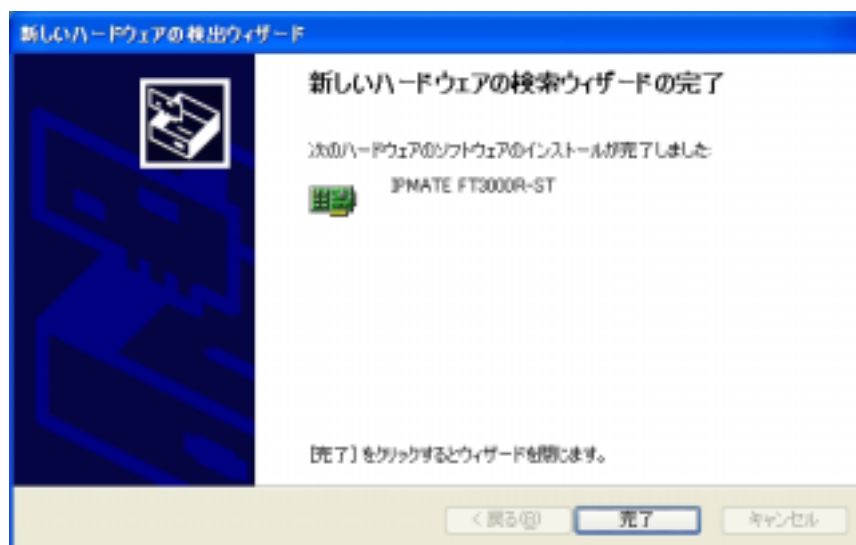 新しいハードウェアの検出ウィザード
新しいハードウェアの検索ウィザードの完了
次のハードウェアのソフトウェアのインストールが完了しました:
IPMATE FT3000R-ST
[完了] をクリックするとウィザードを閉じます。
< 戻る(B)
完了
キャンセル